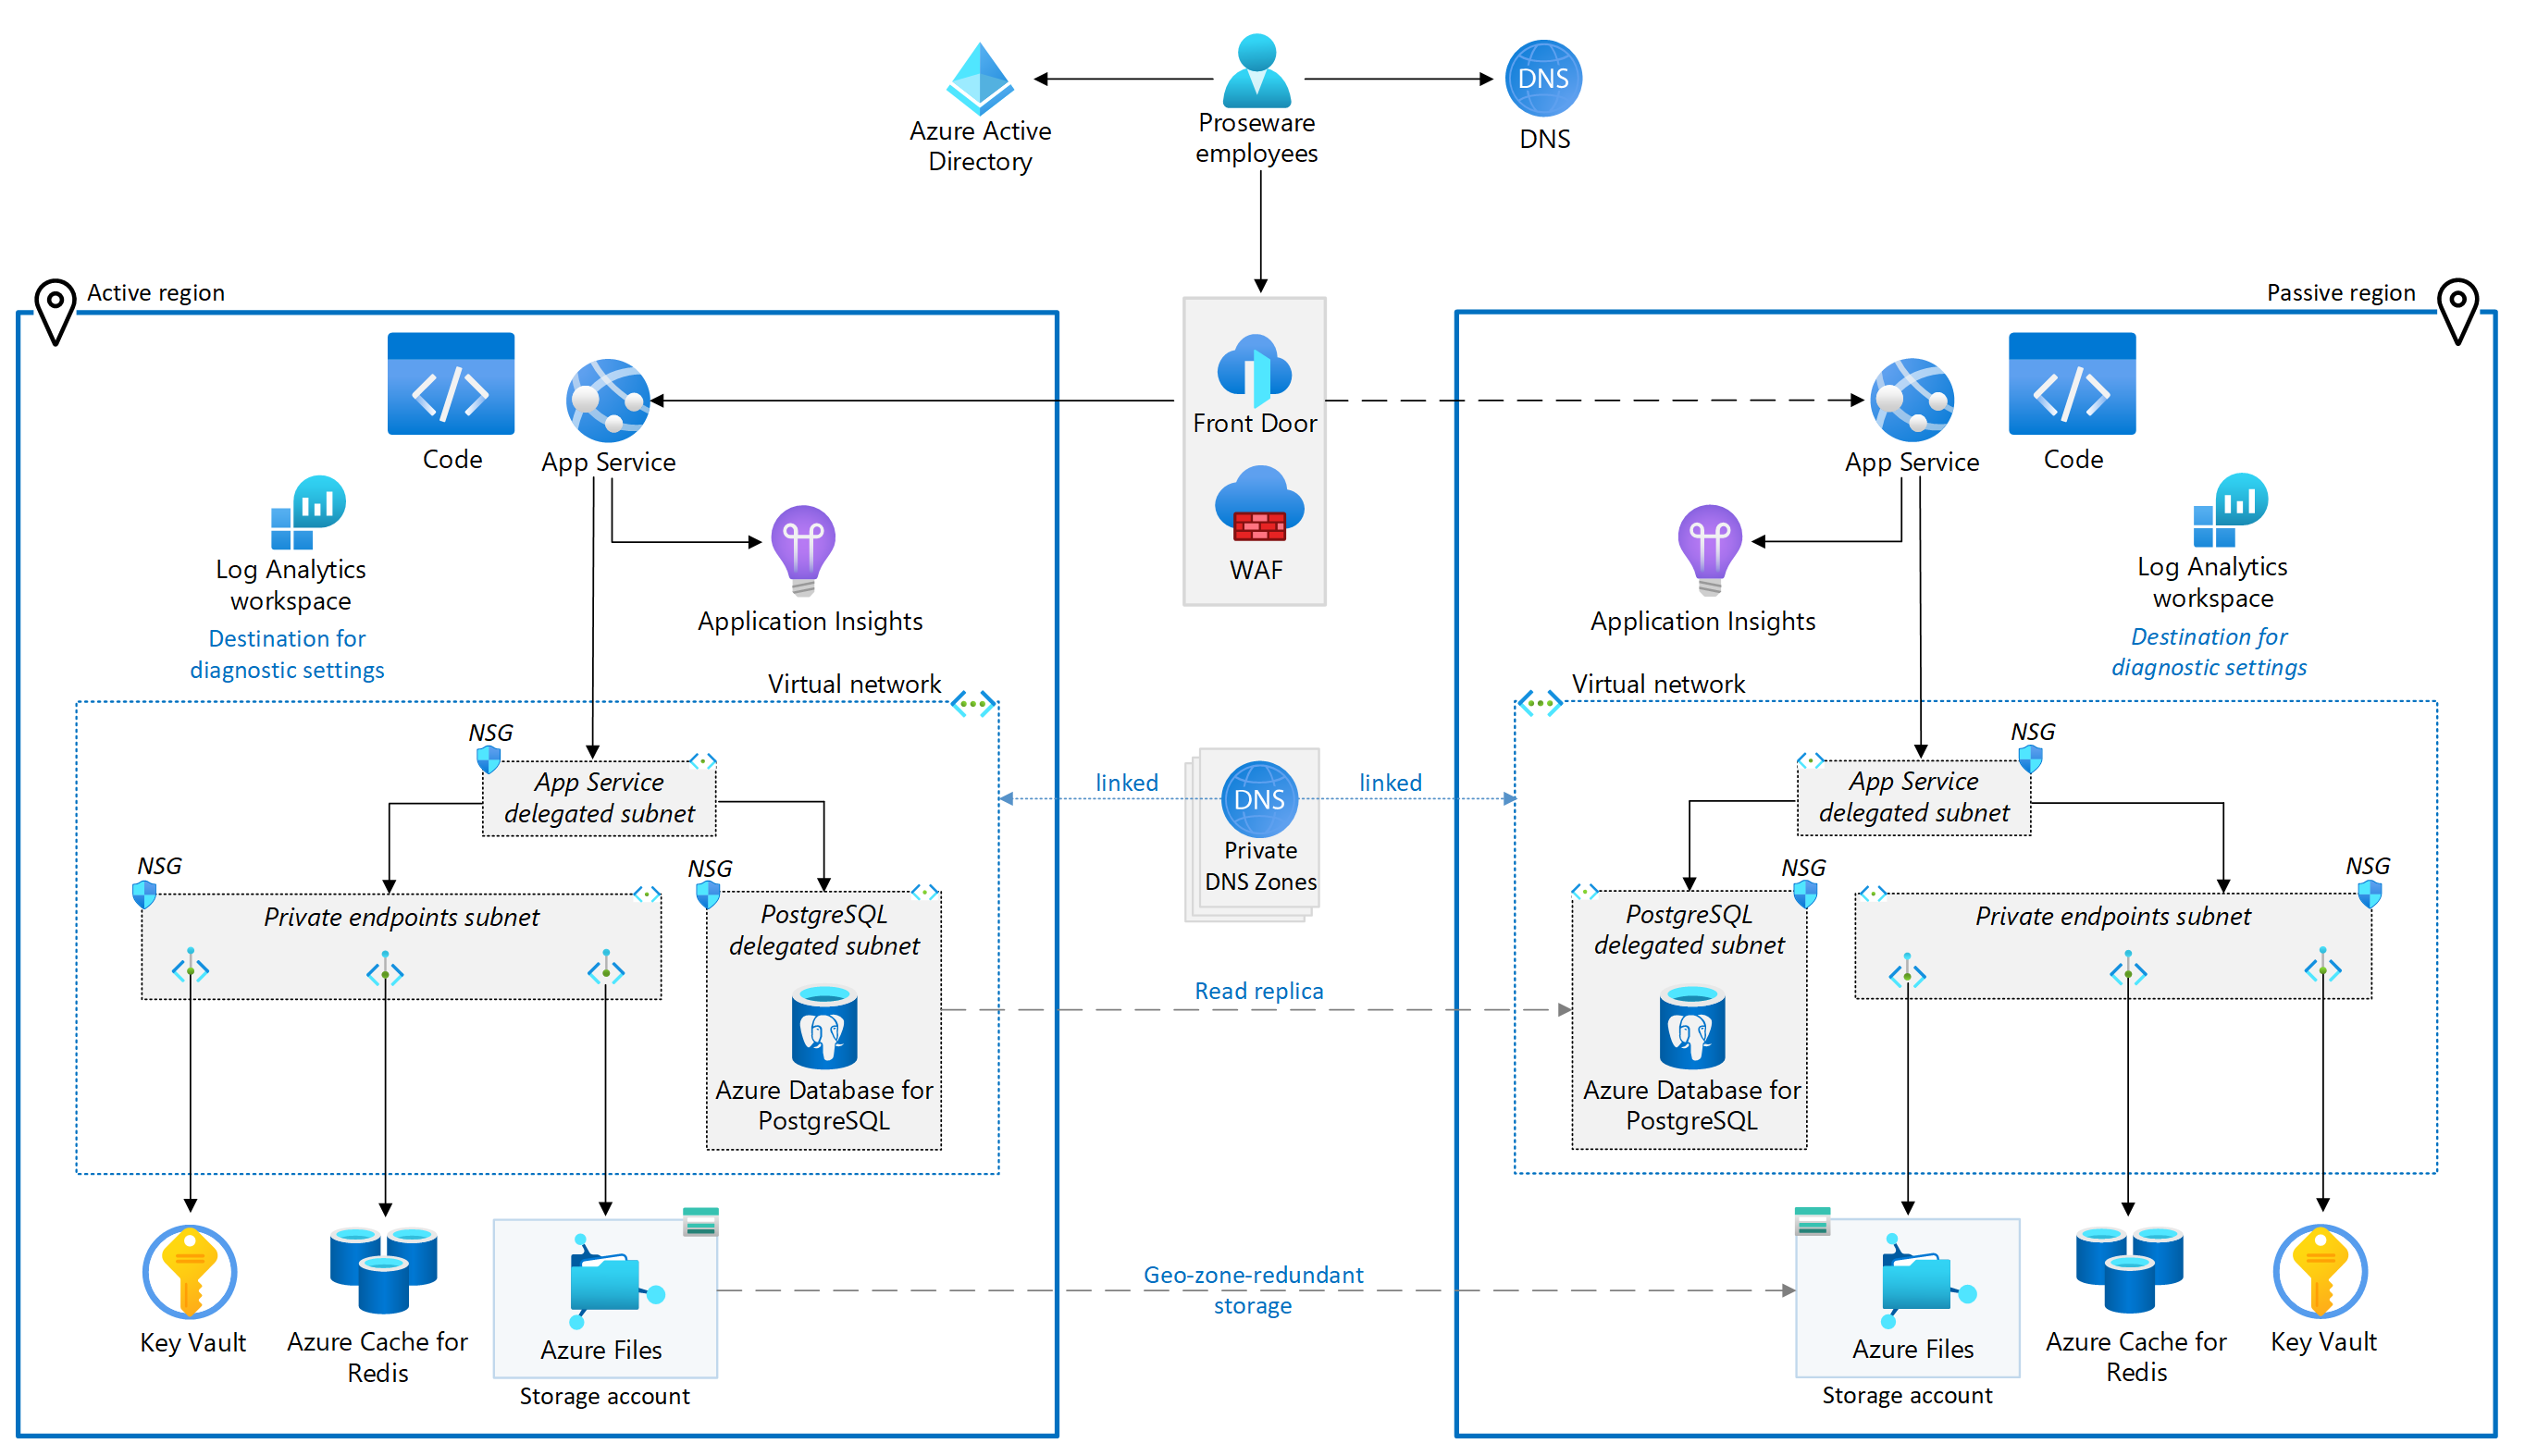 Azure Active
Directory
Proseware
employees
DNS
DNS
Active region
Passive region
Code
App Service
Front Door
WAF
App Service
Code
Log Analytics
workspace
Destination for
diagnostic settings
Application Insights
Application Insights
Log Analytics
workspace
Destination for
diagnostic settings
Virtual network
Virtual network
NSG
App Service
delegated subnet
linked
DNS
Private
DNS Zones
linked
NSG
App Service
delegated subnet
NSG
Private endpoints subnet
NSG
PostgreSQL
delegated subnet
Azure Database for
PostgreSQL
Read replica
NSG
PostgreSQL
delegated subnet
Azure Database for
PostgreSQL
NSG
Private endpoints subnet
Key Vault
Azure Cache for
Redis
Azure Files
Storage account
Geo-zone-redundant
storage
Azure Files
Storage account
Azure Cache for
Redis
Key Vault